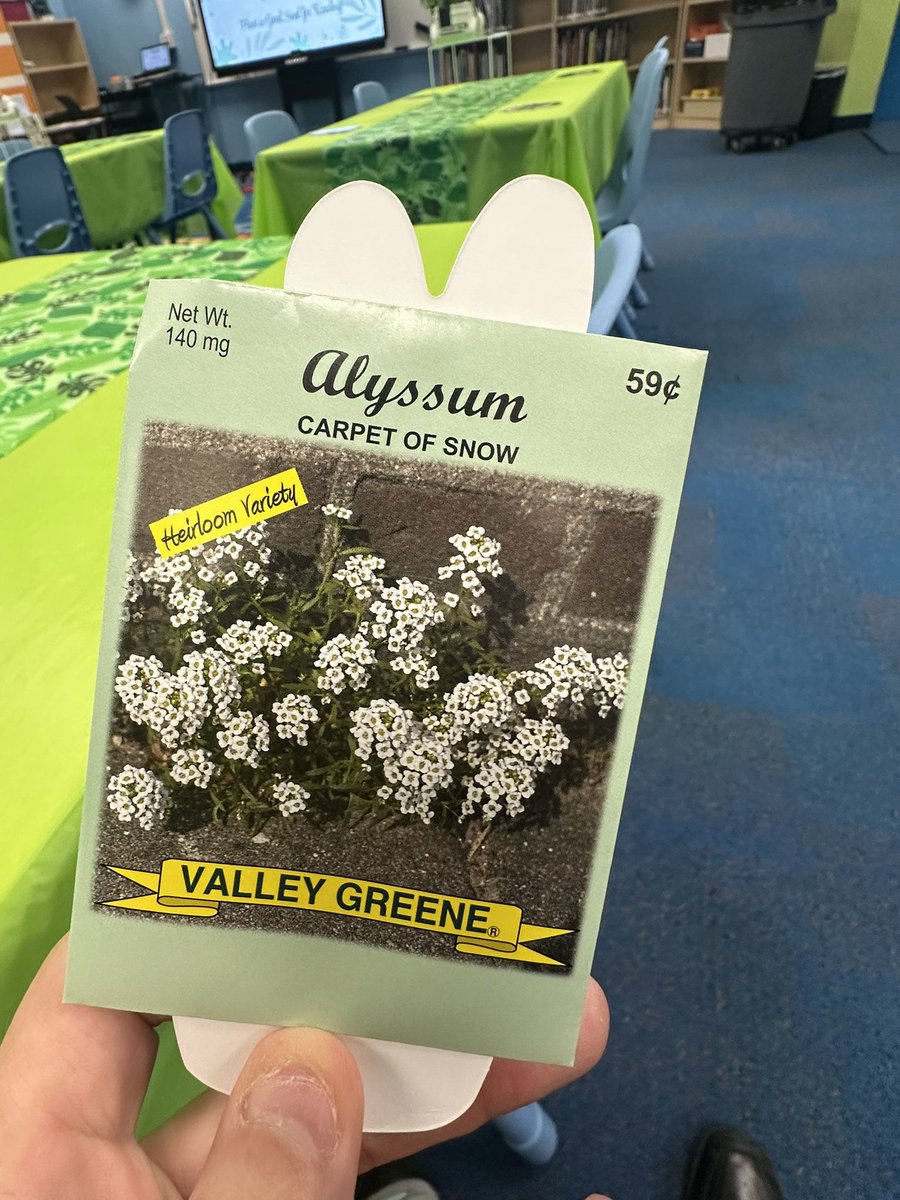 Net Wt.
140 mg
59¢
Alyssum
CARPET OF SNOW
Heirloom Variety
VALLEY GREENE®